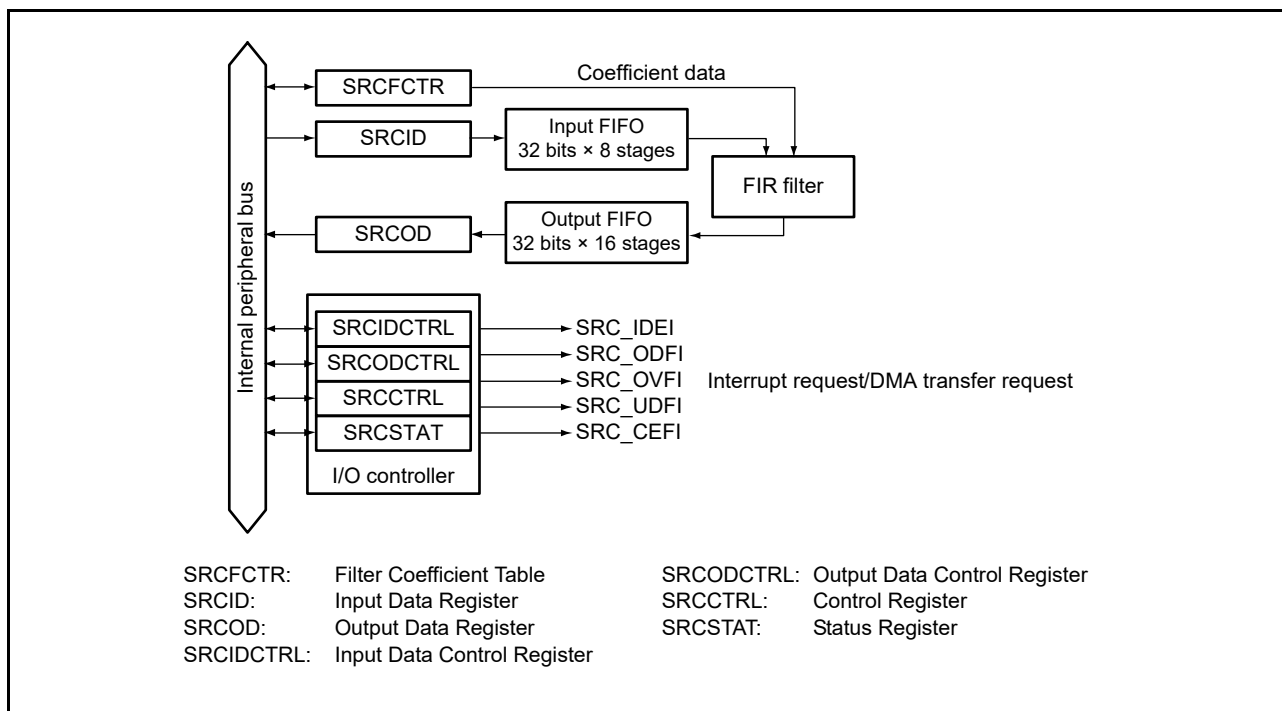 Internal peripheral bus
SRCFCTR
Coefficient data
SRCID
Input FIFO
32 bits × 8 stages
FIR filter
SRCOD
Output FIFO
32 bits × 16 stages
SRCIDCTRL
SRCODCTRL
SRCCTRL
SRCSTAT
I/O controller
SRC_IDEI
SRC_ODFI
SRC_OVFI
SRC_UDFI
SRC_CEFI
Interrupt request/DMA transfer request
SRCFCTR: Filter Coefficient Table
SRCID: Input Data Register
SRCOD: Output Data Register
SRCIDCTRL: Input Data Control Register
SRCODCTRL: Output Data Control Register
SRCCTRL: Control Register
SRCSTAT: Status Register